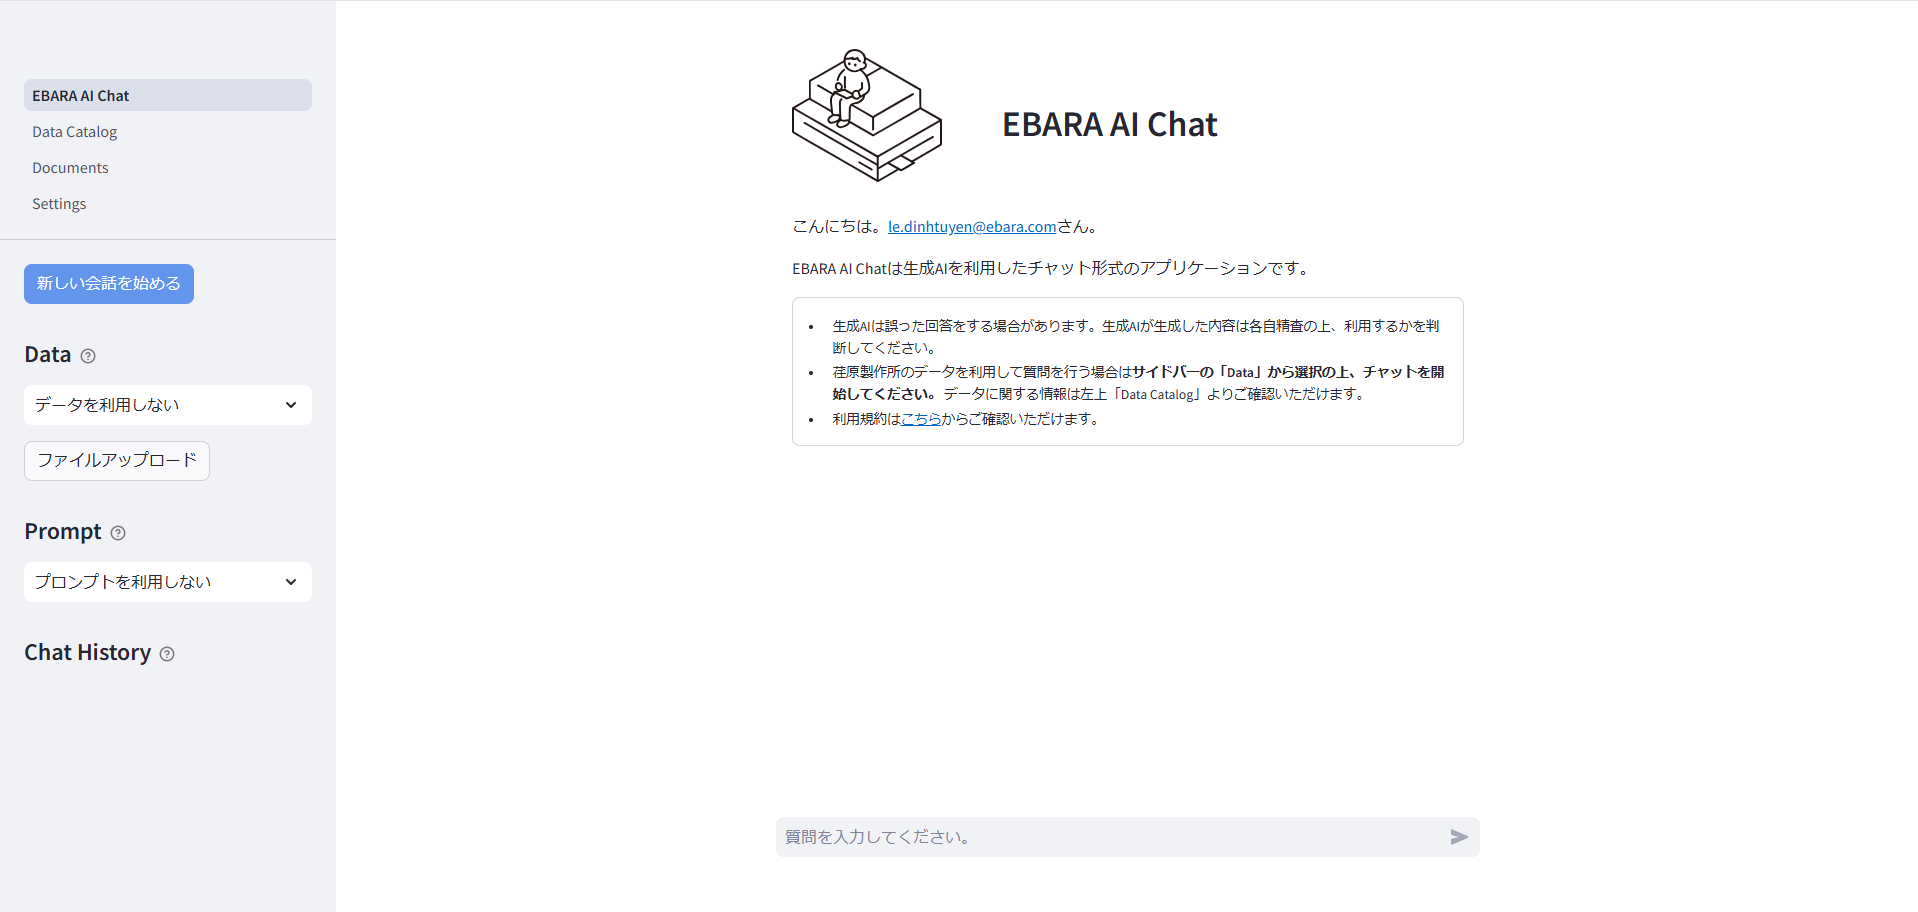 EBARA AI Chat
Data Catalog
Documents
Settings
新しい会話を始める
Data
データを利用しない
ファイルアップロード
Prompt
プロンプトを利用しない
Chat History
EBARA AI Chat
こんにちは。le.dinhtuyen@ebara.comさん。
EBARA AI Chatは生成AIを利用したチャット形式のアプリケーションです。
• 生成AIは誤った回答をする場合があります。生成AIが生成した内容は各自精査の上、利用するかを判
断してください。
• 荏原製作所のデータを利用して質問を行う場合はサイドバーの「Data」から選択の上、チャットを開
始してください。データに関する情報は左上「Data Catalog」よりご確認いただけます。
• 利用規約はこちらからご確認いただけます。
質問を入力してください。